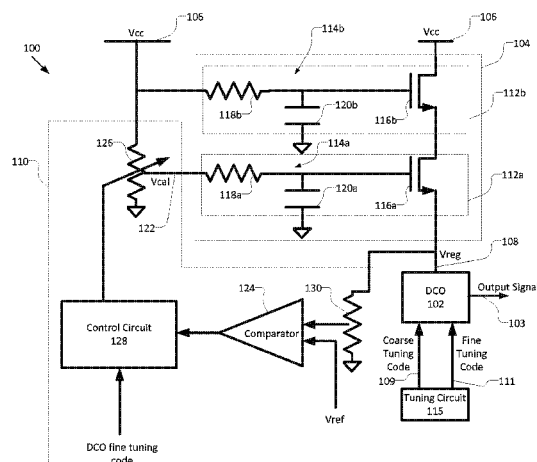 106
Vcc
100
114b
106
Vcc
104
118b
120b
116b
112b
126
110
Vcal
122
114a
118a
120a
116a
112a
Vreg
108
124
130
DCO
102
Output Signal
103
Control Circuit
128
Comparator
Coarse
Tuning
Code
109
Fine
Tuning
Code
111
Tuning Circuit
115
Vref
DCO fine tuning
code